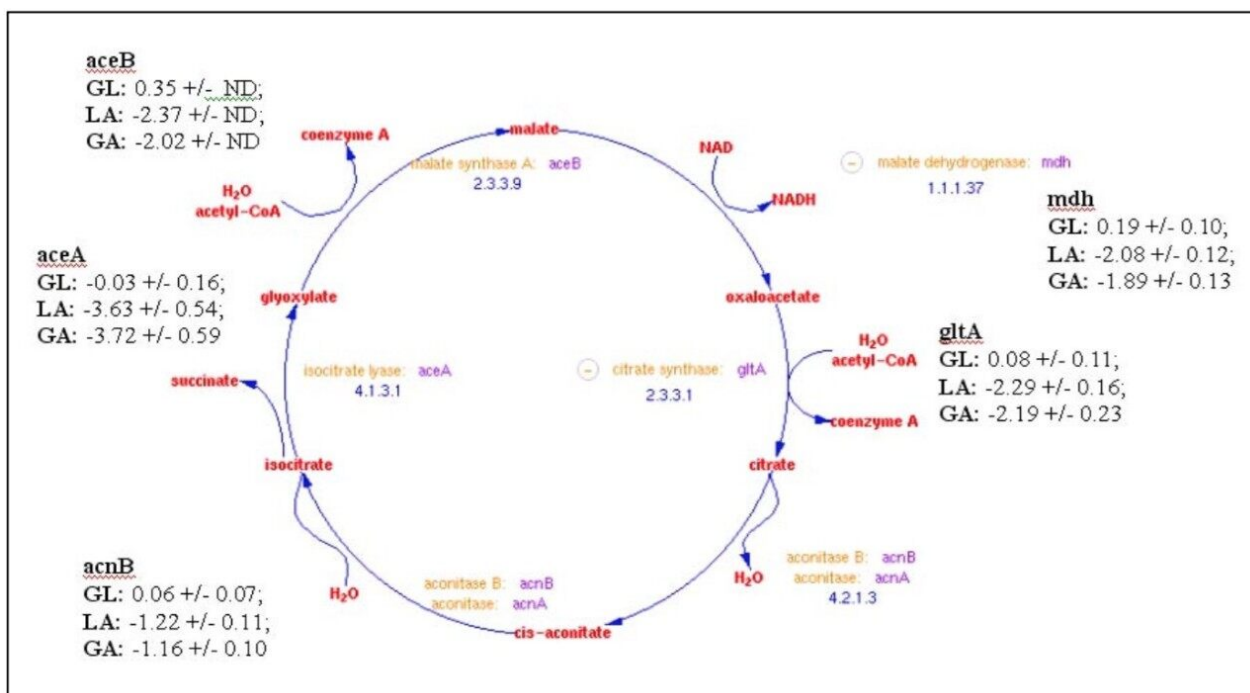 aceB
GL: 0.35 +/- ND;
LA: -2.37 +/- ND;
GA: -2.02 +/- ND
coenzyme A
malate
NAD
malate synthase A: aceB
2.3.3.9
− malate dehydrogenase: mdh
1.1.1.37
H₂O
acetyl-CoA
NADH
mdh
GL: 0.19 +/- 0.10;
LA: -2.08 +/- 0.12;
GA: -1.89 +/- 0.13
aceA
GL: -0.03 +/- 0.16;
LA: -3.63 +/- 0.54;
GA: -3.72 +/- 0.59
glyoxylate
oxaloacetate
H₂O
acetyl-CoA
gltA
GL: 0.08 +/- 0.11;
LA: -2.29 +/- 0.16;
GA: -2.19 +/- 0.23
succinate
isocitrate lyase: aceA
4.1.3.1
− citrate synthase: gltA
2.3.3.1
coenzyme A
isocitrate
citrate
acnB
GL: 0.06 +/- 0.07;
LA: -1.22 +/- 0.11;
GA: -1.16 +/- 0.10
H₂O
aconitase B: acnB
aconitase: acnA
H₂O
aconitase B: acnB
aconitase: acnA
4.2.1.3
cis-aconitate